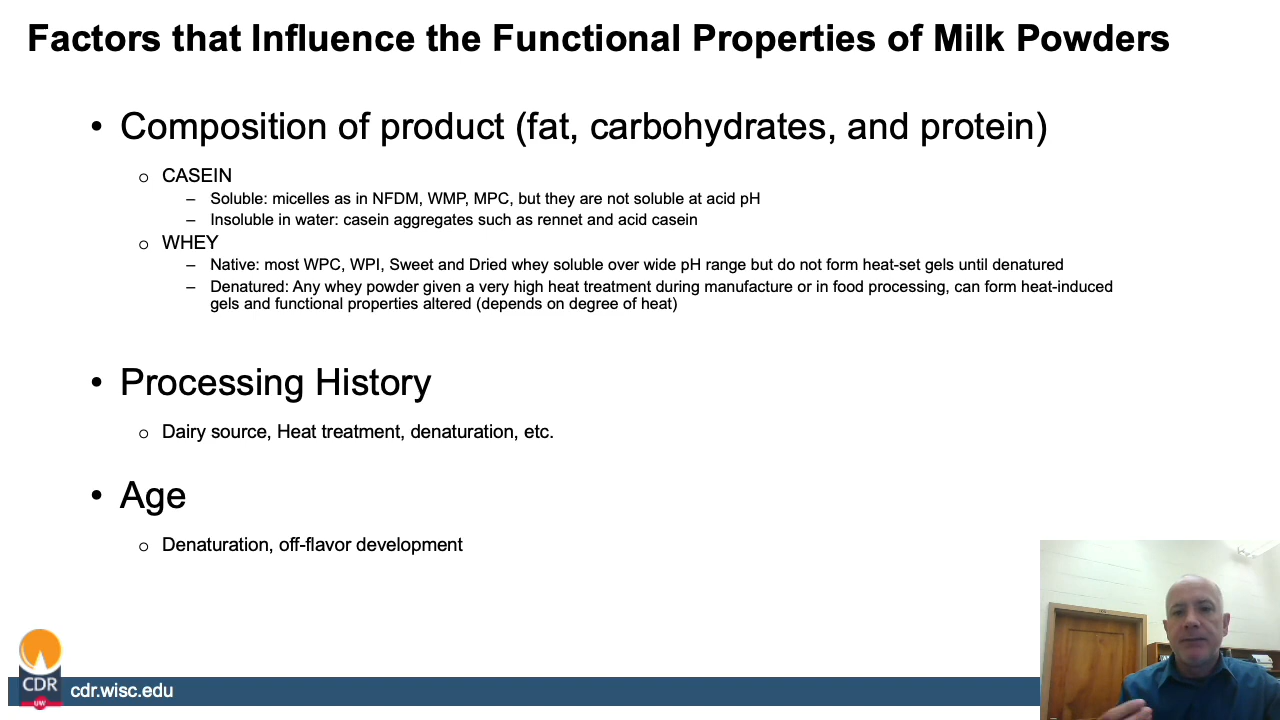 Factors that Influence the Functional Properties of Milk Powders
• Composition of product (fat, carbohydrates, and protein)
o CASEIN
– Soluble: micelles as in NFDM, WMP, MPC, but they are not soluble at acid pH
– Insoluble in water: casein aggregates such as rennet and acid casein
o WHEY
– Native: most WPC, WPI, Sweet and Dried whey soluble over wide pH range but do not form heat-set gels until denatured
– Denatured: Any whey powder given a very high heat treatment during manufacture or in food processing, can form heat-induced
gels and functional properties altered (depends on degree of heat)
• Processing History
o Dairy source, Heat treatment, denaturation, etc.
• Age
o Denaturation, off-flavor development
CDR
UW
cdr.wisc.edu